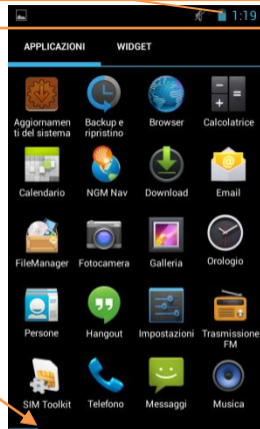 1:19
APPLICAZIONI WIDGET
Aggiornamen Backup e Browser Calcolatrice
ti del sistema ripristino
Calendario NGM Nav Download Email
FileManager Fotocamera Galleria Orologio
Persone Hangout Impostazioni Trasmissione
FM
SIM Toolkit Telefono Messaggi Musica